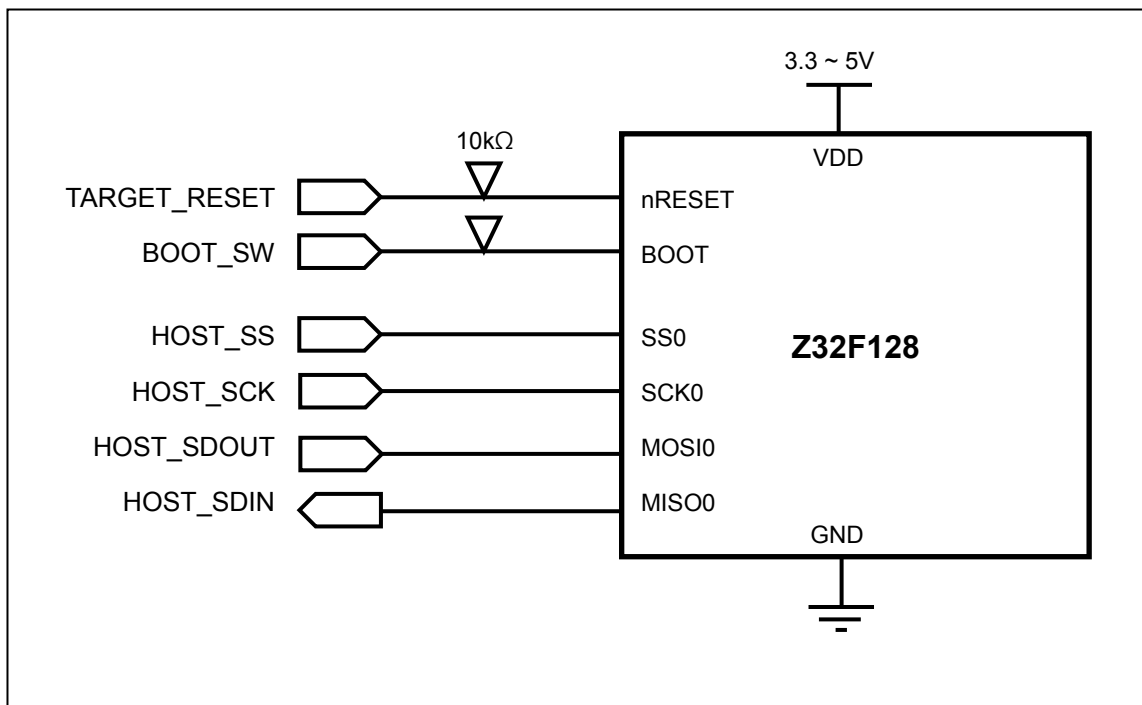 3.3 ~ 5V
VDD
10kΩ
TARGET_RESET
nRESET
BOOT_SW
BOOT
HOST_SS
SS0
Z32F128
HOST_SCK
SCK0
HOST_SDOUT
MOSI0
HOST_SDIN
MISO0
GND